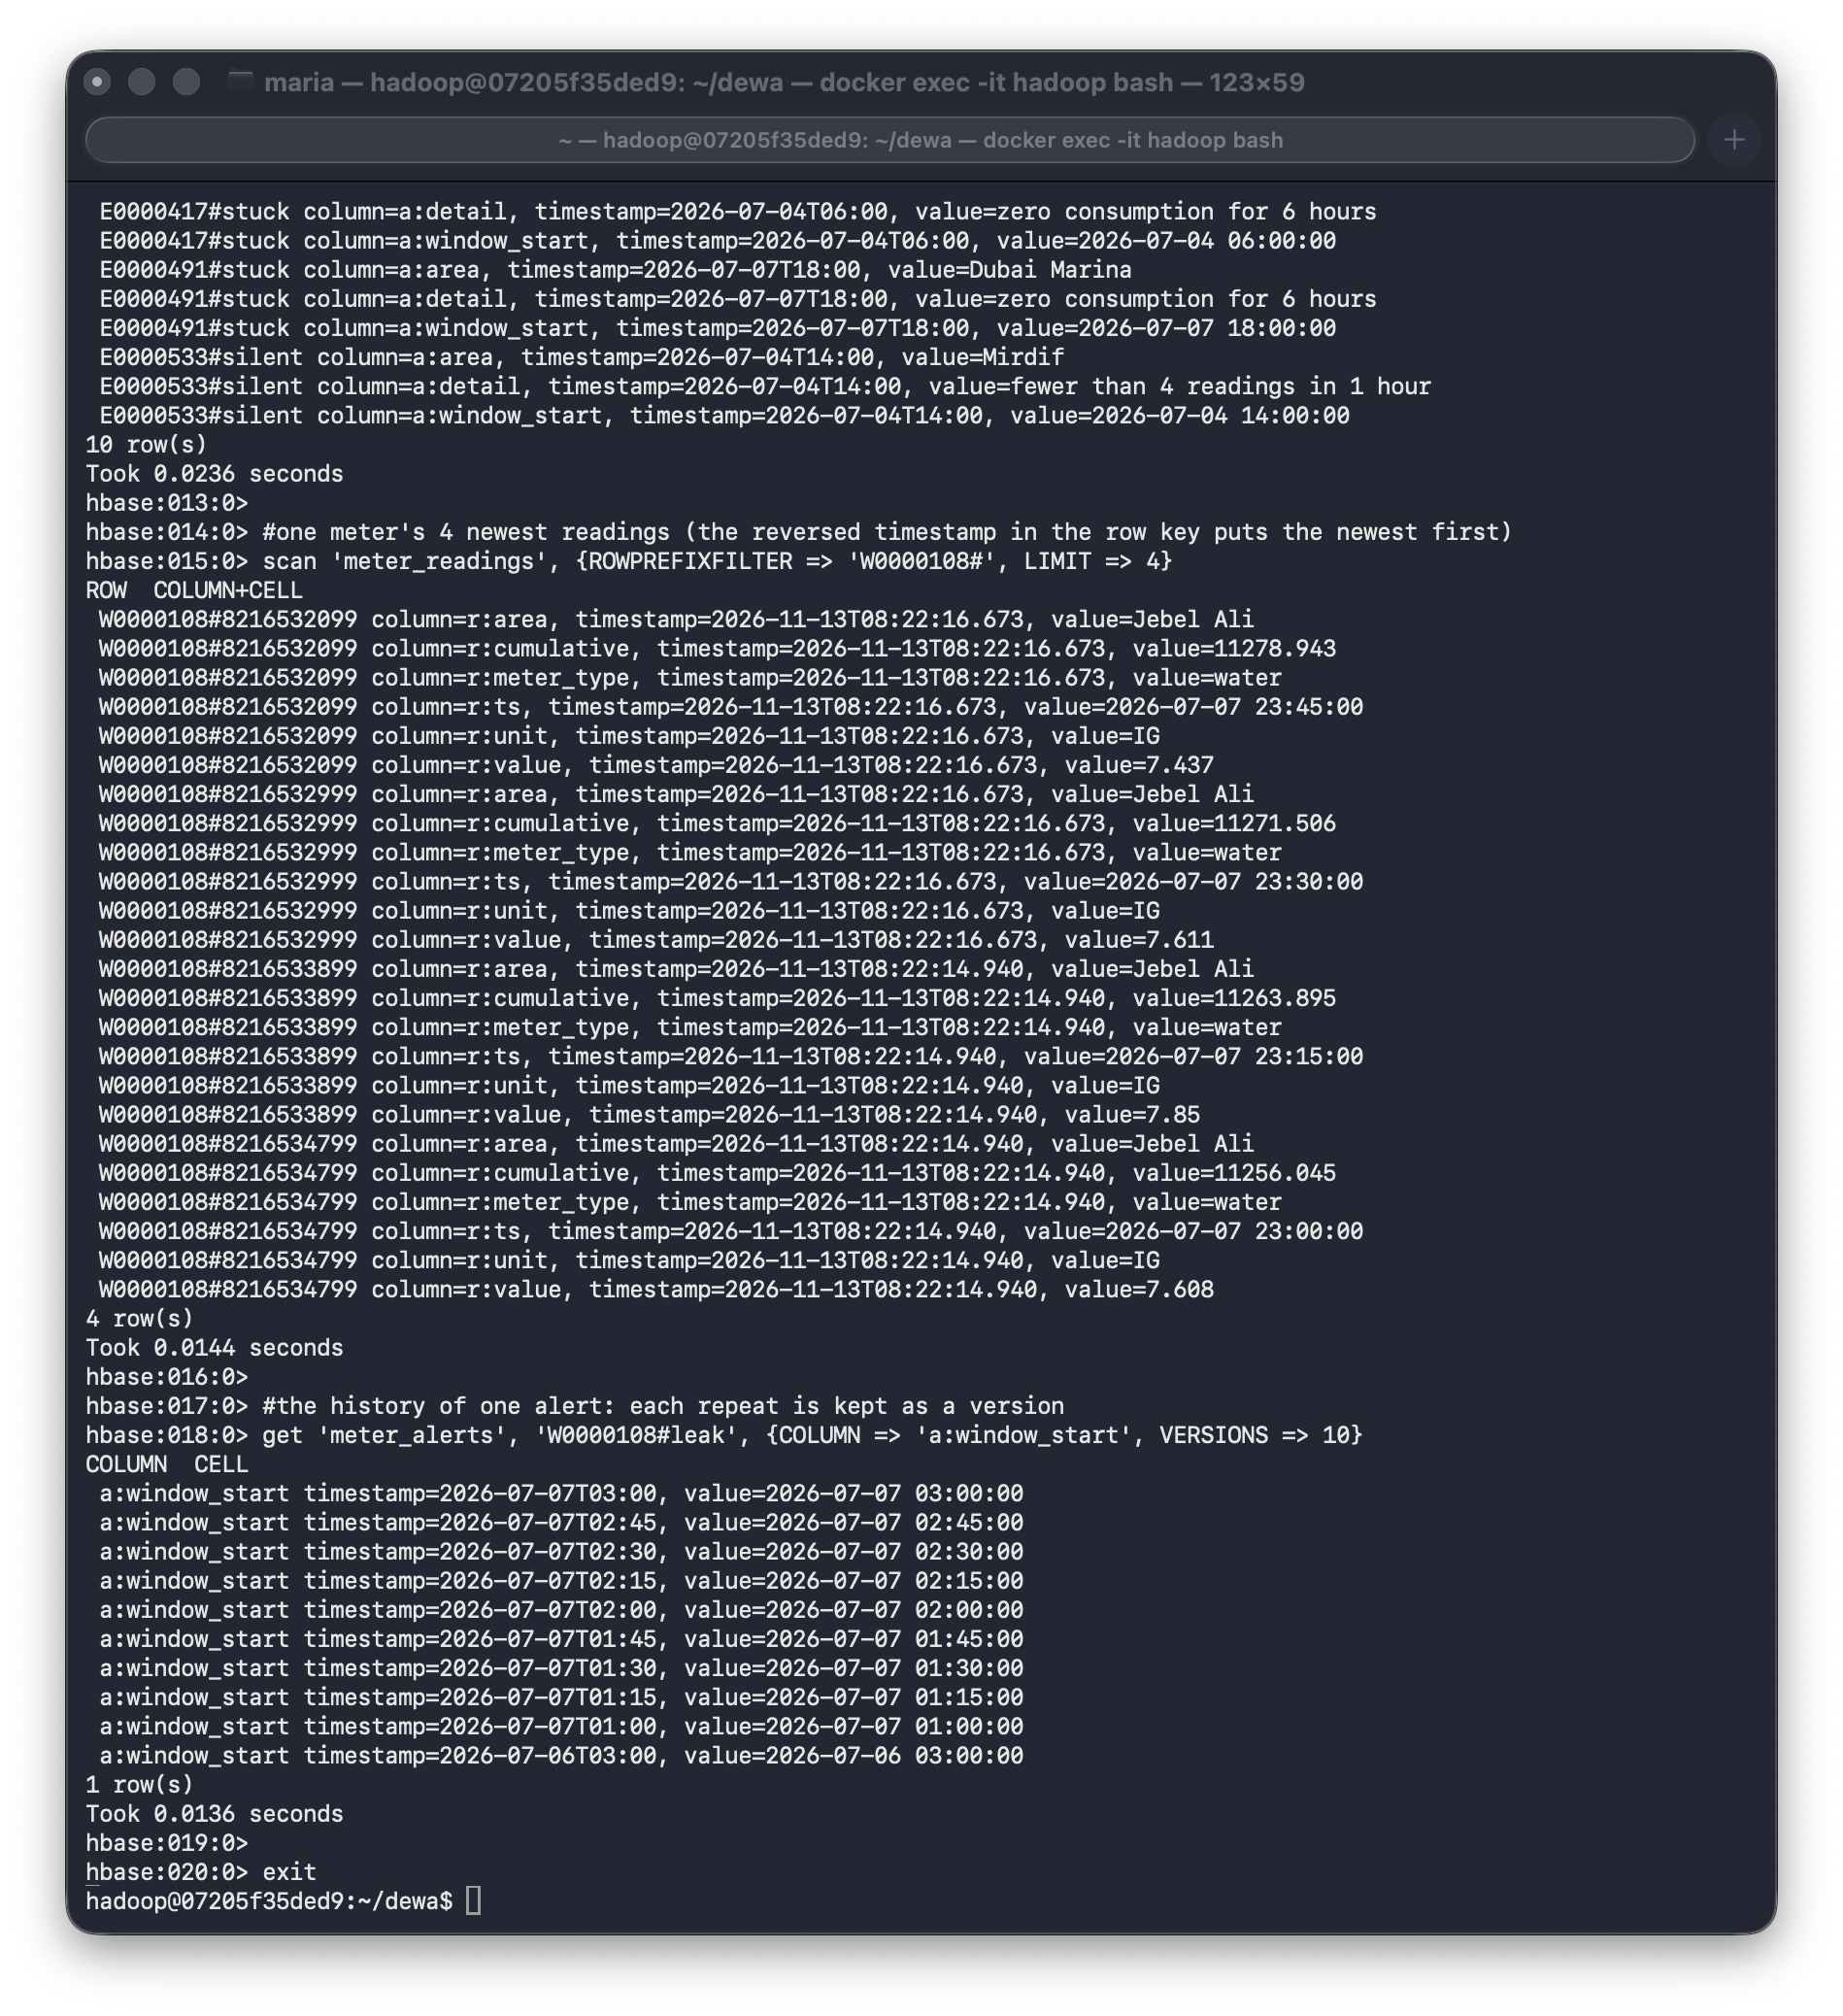 maria — hadoop@07205f35ded9: ~/dewa — docker exec -it hadoop bash — 123×59
~ — hadoop@07205f35ded9: ~/dewa — docker exec -it hadoop bash
E0000417#stuck column=a:detail, timestamp=2026-07-04T06:00, value=zero consumption for 6 hours
E0000417#stuck column=a:window_start, timestamp=2026-07-04T06:00, value=2026-07-04 06:00:00
E0000491#stuck column=a:area, timestamp=2026-07-07T18:00, value=Dubai Marina
E0000491#stuck column=a:detail, timestamp=2026-07-07T18:00, value=zero consumption for 6 hours
E0000491#stuck column=a:window_start, timestamp=2026-07-07T18:00, value=2026-07-07 18:00:00
E0000533#silent column=a:area, timestamp=2026-07-04T14:00, value=Mirdif
E0000533#silent column=a:detail, timestamp=2026-07-04T14:00, value=fewer than 4 readings in 1 hour
E0000533#silent column=a:window_start, timestamp=2026-07-04T14:00, value=2026-07-04 14:00:00
10 row(s)
Took 0.0236 seconds
hbase:013:0>
hbase:014:0> #one meter's 4 newest readings (the reversed timestamp in the row key puts the newest first)
hbase:015:0> scan 'meter_readings', {ROWPREFIXFILTER => 'W0000108#', LIMIT => 4}
ROW  COLUMN+CELL
W0000108#8216532099 column=r:area, timestamp=2026-11-13T08:22:16.673, value=Jebel Ali
W0000108#8216532099 column=r:cumulative, timestamp=2026-11-13T08:22:16.673, value=11278.943
W0000108#8216532099 column=r:meter_type, timestamp=2026-11-13T08:22:16.673, value=water
W0000108#8216532099 column=r:ts, timestamp=2026-11-13T08:22:16.673, value=2026-07-07 23:45:00
W0000108#8216532099 column=r:unit, timestamp=2026-11-13T08:22:16.673, value=IG
W0000108#8216532099 column=r:value, timestamp=2026-11-13T08:22:16.673, value=7.437
W0000108#8216532999 column=r:area, timestamp=2026-11-13T08:22:16.673, value=Jebel Ali
W0000108#8216532999 column=r:cumulative, timestamp=2026-11-13T08:22:16.673, value=11271.506
W0000108#8216532999 column=r:meter_type, timestamp=2026-11-13T08:22:16.673, value=water
W0000108#8216532999 column=r:ts, timestamp=2026-11-13T08:22:16.673, value=2026-07-07 23:30:00
W0000108#8216532999 column=r:unit, timestamp=2026-11-13T08:22:16.673, value=IG
W0000108#8216532999 column=r:value, timestamp=2026-11-13T08:22:16.673, value=7.611
W0000108#8216533899 column=r:area, timestamp=2026-11-13T08:22:14.940, value=Jebel Ali
W0000108#8216533899 column=r:cumulative, timestamp=2026-11-13T08:22:14.940, value=11263.895
W0000108#8216533899 column=r:meter_type, timestamp=2026-11-13T08:22:14.940, value=water
W0000108#8216533899 column=r:ts, timestamp=2026-11-13T08:22:14.940, value=2026-07-07 23:15:00
W0000108#8216533899 column=r:unit, timestamp=2026-11-13T08:22:14.940, value=IG
W0000108#8216533899 column=r:value, timestamp=2026-11-13T08:22:14.940, value=7.85
W0000108#8216534799 column=r:area, timestamp=2026-11-13T08:22:14.940, value=Jebel Ali
W0000108#8216534799 column=r:cumulative, timestamp=2026-11-13T08:22:14.940, value=11256.045
W0000108#8216534799 column=r:meter_type, timestamp=2026-11-13T08:22:14.940, value=water
W0000108#8216534799 column=r:ts, timestamp=2026-11-13T08:22:14.940, value=2026-07-07 23:00:00
W0000108#8216534799 column=r:unit, timestamp=2026-11-13T08:22:14.940, value=IG
W0000108#8216534799 column=r:value, timestamp=2026-11-13T08:22:14.940, value=7.608
4 row(s)
Took 0.0144 seconds
hbase:016:0>
hbase:017:0> #the history of one alert: each repeat is kept as a version
hbase:018:0> get 'meter_alerts', 'W0000108#leak', {COLUMN => 'a:window_start', VERSIONS => 10}
COLUMN  CELL
a:window_start timestamp=2026-07-07T03:00, value=2026-07-07 03:00:00
a:window_start timestamp=2026-07-07T02:45, value=2026-07-07 02:45:00
a:window_start timestamp=2026-07-07T02:30, value=2026-07-07 02:30:00
a:window_start timestamp=2026-07-07T02:15, value=2026-07-07 02:15:00
a:window_start timestamp=2026-07-07T02:00, value=2026-07-07 02:00:00
a:window_start timestamp=2026-07-07T01:45, value=2026-07-07 01:45:00
a:window_start timestamp=2026-07-07T01:30, value=2026-07-07 01:30:00
a:window_start timestamp=2026-07-07T01:15, value=2026-07-07 01:15:00
a:window_start timestamp=2026-07-07T01:00, value=2026-07-07 01:00:00
a:window_start timestamp=2026-07-06T03:00, value=2026-07-06 03:00:00
1 row(s)
Took 0.0136 seconds
hbase:019:0>
hbase:020:0> exit
hadoop@07205f35ded9:~/dewa$